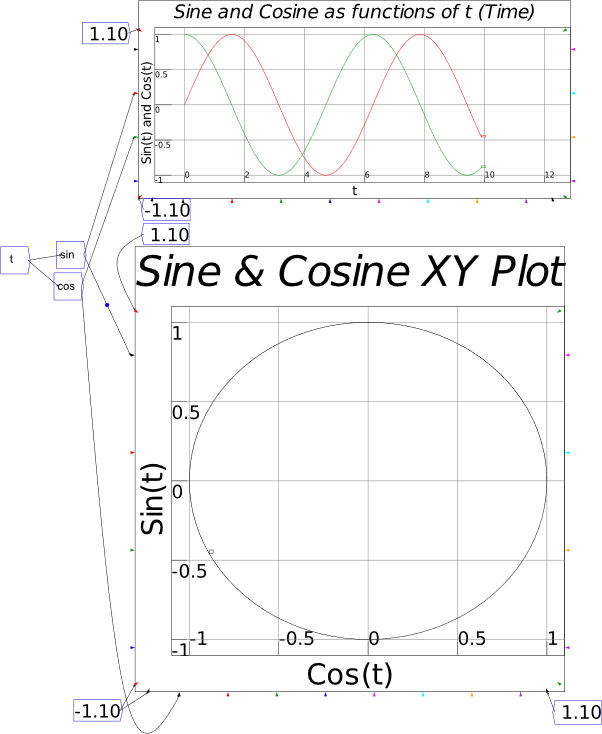 Sine and Cosine as functions of t (Time)
1.10
Sin(t) and Cos(t)
1
0.5
0
-0.5
-1
0 2 4 6 8 10 12
t
-1.10
1.10
t
sin
cos
Sine & Cosine XY Plot
Sin(t)
1
0.5
0
-0.5
-1
-1 -0.5 0 0.5 1
Cos(t)
-1.10
1.10